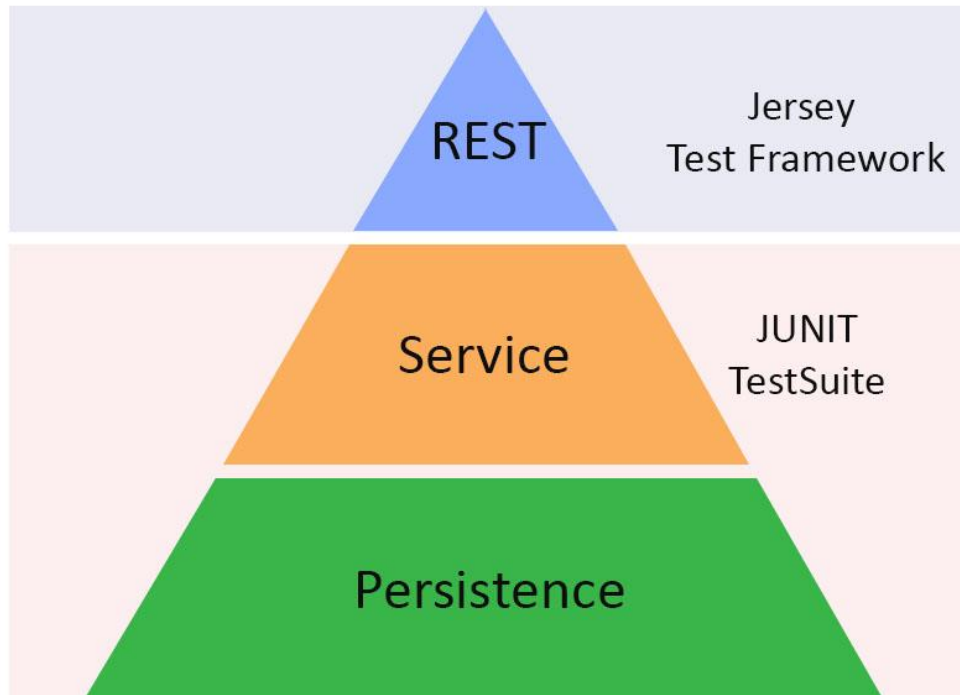 REST
Jersey
Test Framework
Service
JUNIT
TestSuite
Persistence